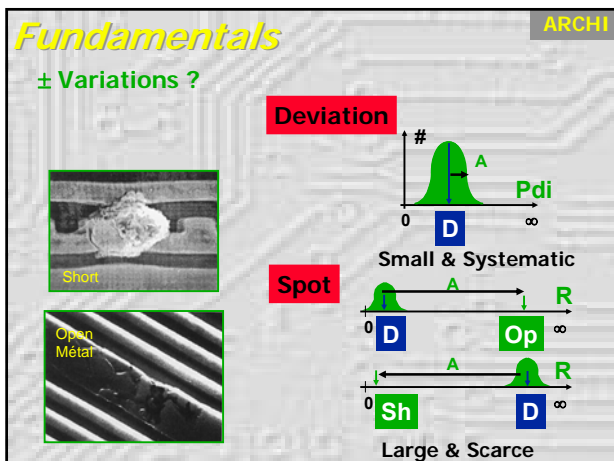 Fundamentals
ARCHI
± Variations ?
Deviation
#
A
Pdi
0
∞
D
Small & Systematic
Short
Spot
A
R
0
∞
D
Op
Open
Métal
A
R
0
∞
Sh
D
Large & Scarce